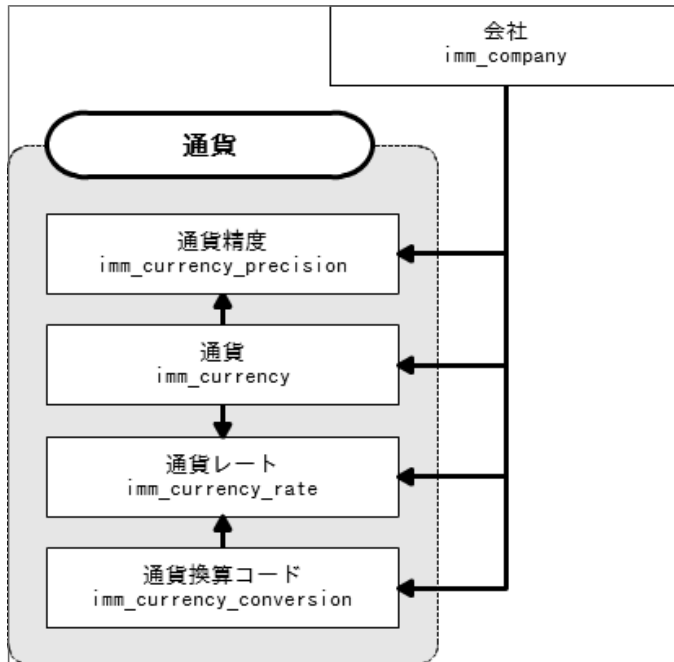 会社
imm_company
通貨
通貨精度
imm_currency_precision
通貨
imm_currency
通貨レート
imm_currency_rate
通貨換算コード
imm_currency_conversion